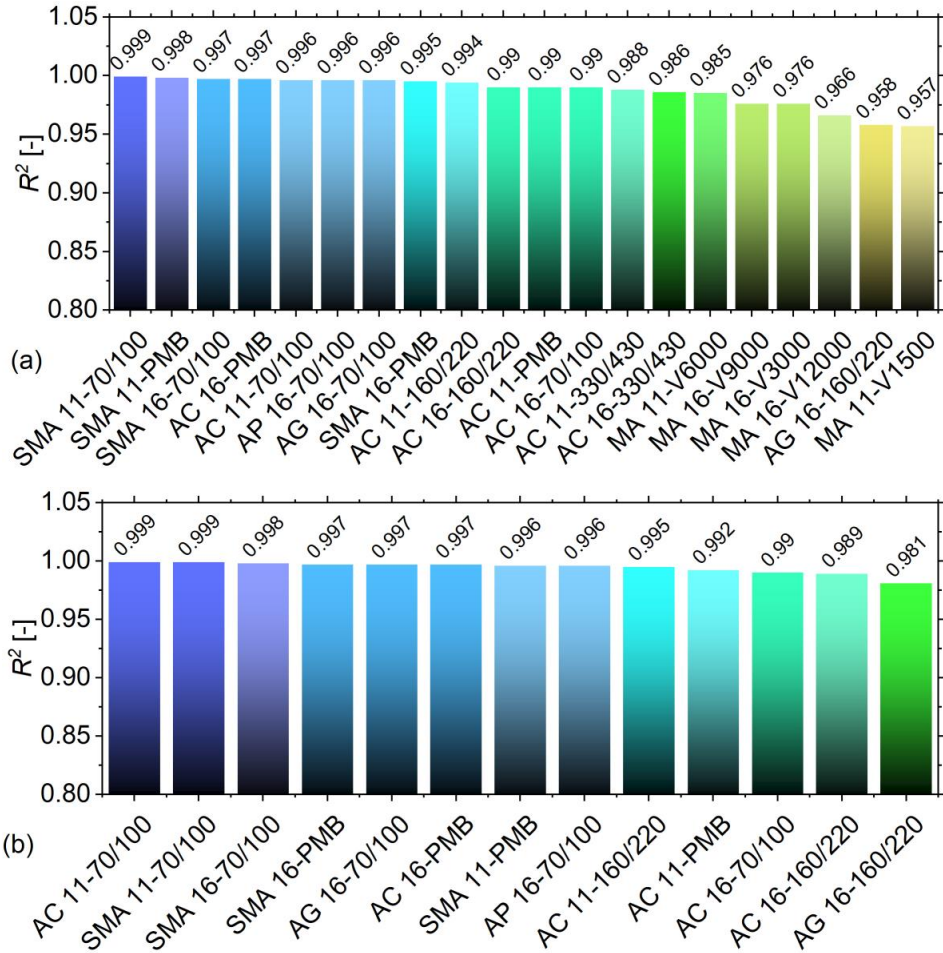 1.05
1.00
0.95
0.90
0.85
0.80
R² [-]
0.999
0.998
0.997
0.997
0.996
0.996
0.996
0.995
0.994
0.99
0.99
0.99
0.988
0.986
0.985
0.976
0.976
0.966
0.958
0.957
(a)
SMA 11-70/100
SMA 11-PMB
SMA 16-70/100
AC 16-PMB
AC 11-70/100
AP 16-70/100
AG 16-70/100
SMA 16-PMB
AC 11-160/220
AC 16-160/220
AC 11-PMB
AC 16-70/100
AC 11-330/430
AC 16-330/430
MA 11-V6000
MA 16-V9000
MA 16-V3000
MA 16-V12000
AG 16-160/220
MA 11-V1500
1.05
1.00
0.95
0.90
0.85
0.80
R² [-]
0.999
0.999
0.998
0.997
0.997
0.997
0.996
0.996
0.995
0.992
0.99
0.989
0.981
(b)
AC 11-70/100
SMA 11-70/100
SMA 16-70/100
SMA 16-PMB
AG 16-70/100
AC 16-PMB
SMA 11-PMB
AP 16-70/100
AC 11-160/220
AC 11-PMB
AC 16-70/100
AC 16-160/220
AG 16-160/220